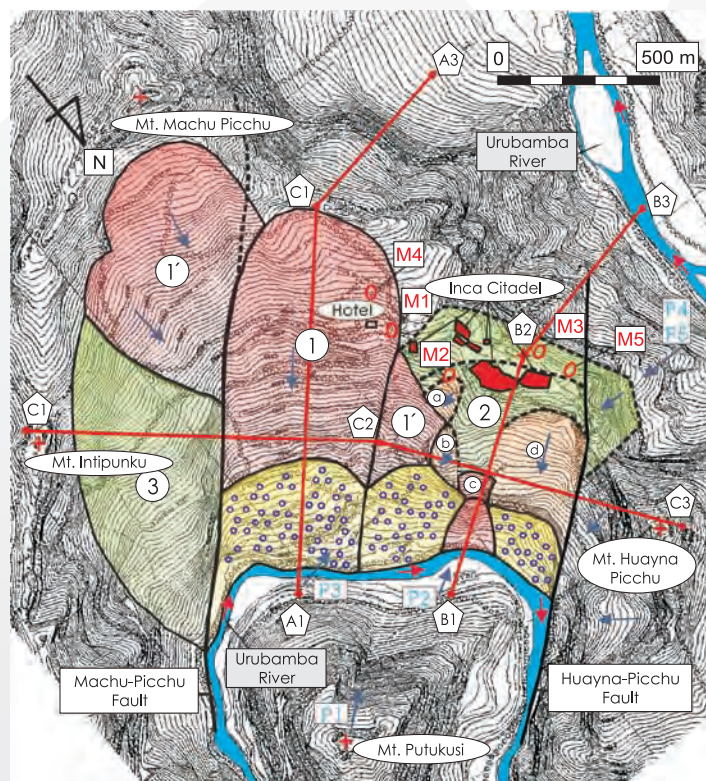 A3
0
500 m
Mt. Machu Picchu
Urubamba
River
N
C1
B3
M4
1′
M1
Inca Citadel
Hotel
P4
P5
B2
M3
M5
1
M2
a
2
C1
C2
1′
b
d
Mt. Intipunku
c
C3
3
Mt. Huayna
Picchu
P3
P2
A1
B1
Urubamba
River
Machu-Picchu
Fault
Huayna-Picchu
Fault
P1
Mt. Putukusi